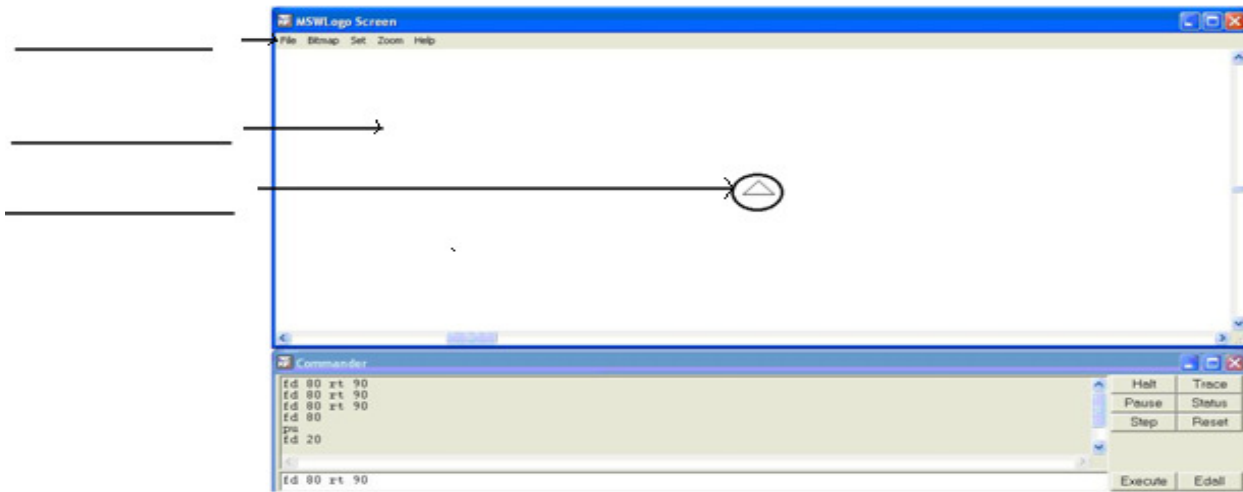 MSWLogo Screen
File Bitmap Set Zoom Help
Commander
fd 80 rt 90
fd 80 rt 90
fd 80 rt 90
fd 80
pu
fd 20
Halt Trace
Pause Status
Step Reset
fd 80 rt 90
Execute Edall